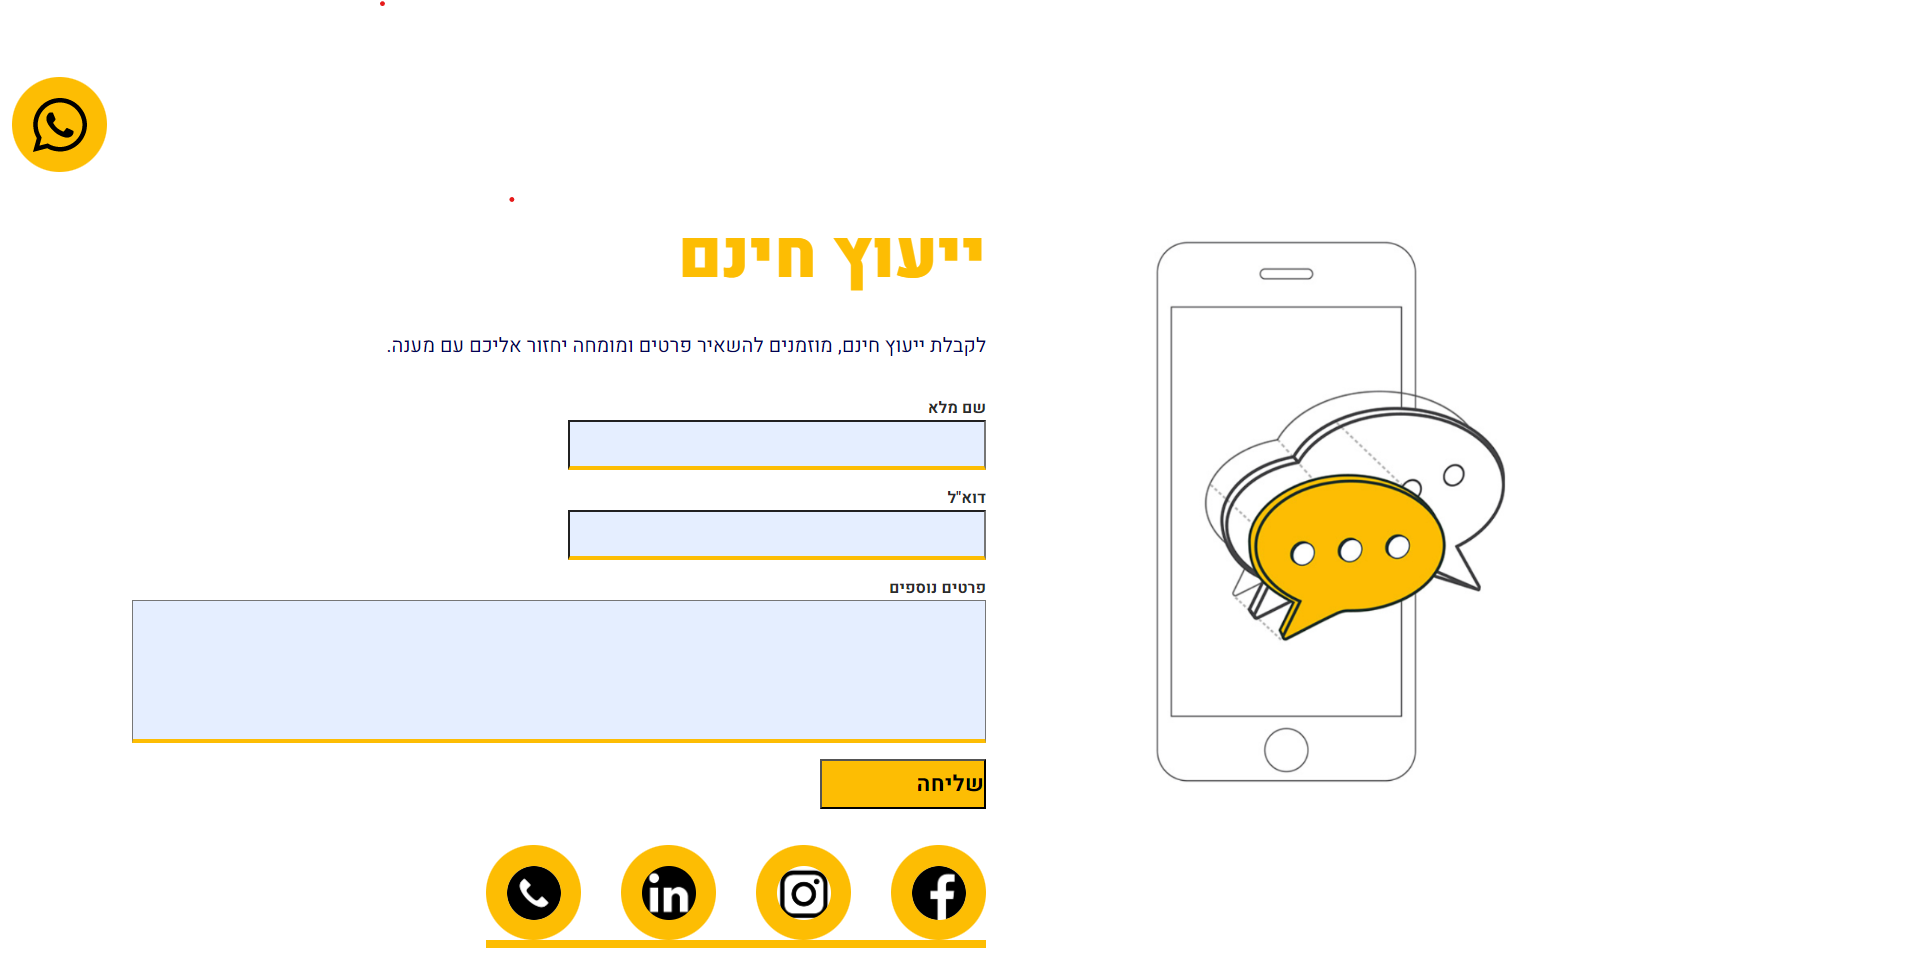 ייעוץ חינם
לקבלת ייעוץ חינם, מוזמנים להשאיר פרטים ומומחה יחזור אליכם עם מענה.
שם מלא
דוא"ל
פרטים נוספים
שליחה